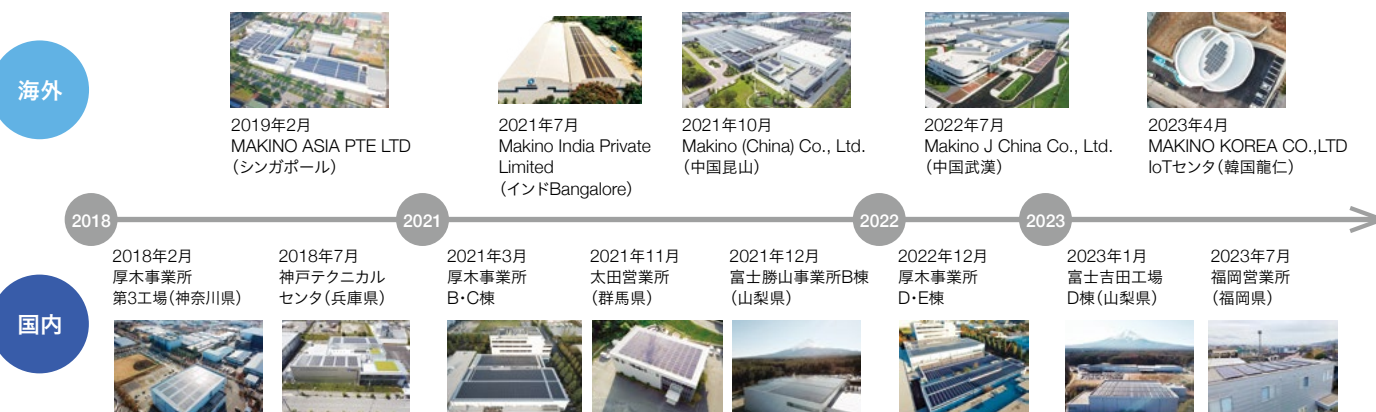 海外
2019年2月
MAKINO ASIA PTE LTD
（シンガポール）
2021年7月
Makino India Private
Limited
（インドBangalore）
2021年10月
Makino (China) Co., Ltd.
（中国昆山）
2022年7月
Makino J China Co., Ltd.
（中国武漢）
2023年4月
MAKINO KOREA CO.,LTD
IoTセンタ（韓国龍仁）
2018
2021
2022
2023
国内
2018年2月
厚木事業所
第3工場（神奈川県）
2018年7月
神戸テクニカル
センタ（兵庫県）
2021年3月
厚木事業所
B・C棟
2021年11月
太田営業所
（群馬県）
2021年12月
富士勝山事業所B棟
（山梨県）
2022年12月
厚木事業所
D・E棟
2023年1月
富士吉田工場
D棟（山梨県）
2023年7月
福岡営業所
（福岡県）